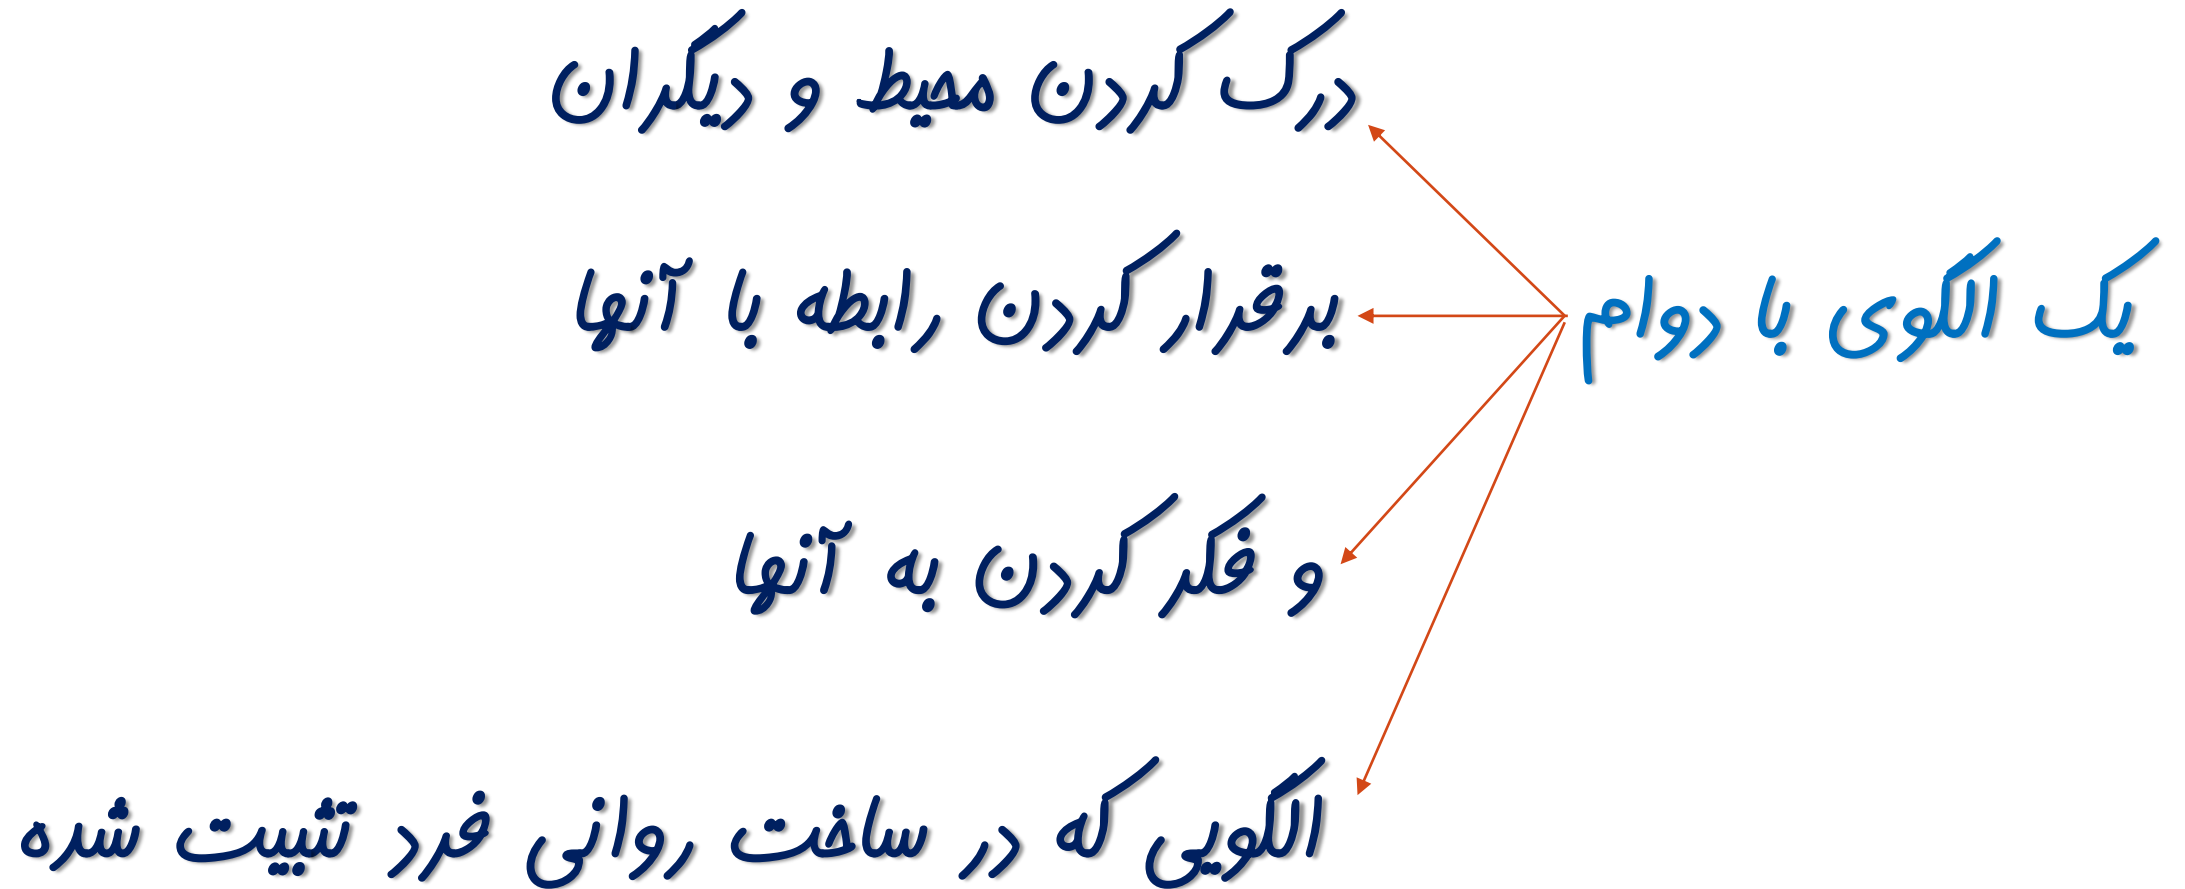 یک الگوی با دوام
درک کردن محیط و دیگران
برقرار کردن رابطه با آنها
و فکر کردن به آنها
الگویی که در ساخت روانی فرد تثبیت شده